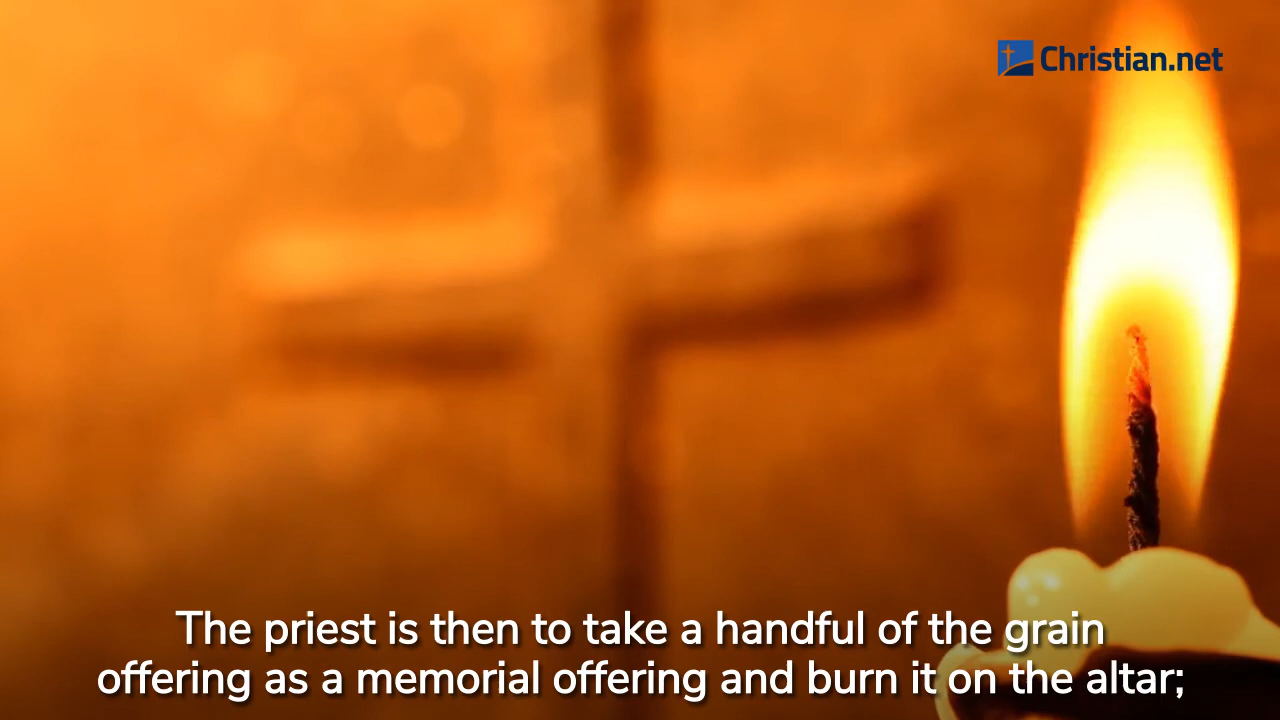 Christian.net
The priest is then to take a handful of the grain
offering as a memorial offering and burn it on the altar;